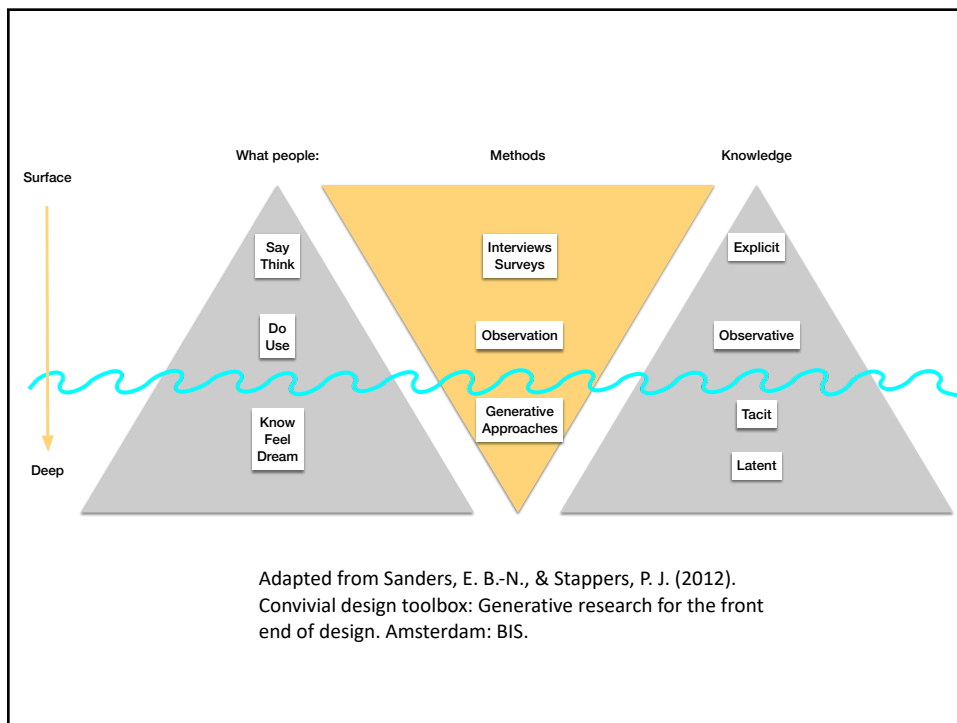 What people:
Methods
Knowledge
Surface
Say
Think
Interviews
Surveys
Explicit
Do
Use
Observation
Observative
Know
Feel
Dream
Generative
Approaches
Tacit
Latent
Deep
Adapted from Sanders, E. B.-N., & Stappers, P. J. (2012).
Convivial design toolbox: Generative research for the front
end of design. Amsterdam: BIS.